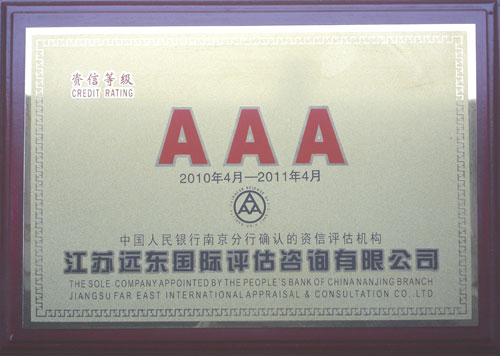 资信等级
CREDIT RATING
AAA
2010年4月—2011年4月
中国人民银行南京分行确认的资信评估机构
江苏远东国际评估咨询有限公司
THE SOLE-COMPANY APPOINTED BY THE PEOPLE'S BANK OF CHINA NANJING BRANCH
JIANGSU FAR EAST INTERNATIONAL APPRAISAL & CONSULTATION CO.,LTD